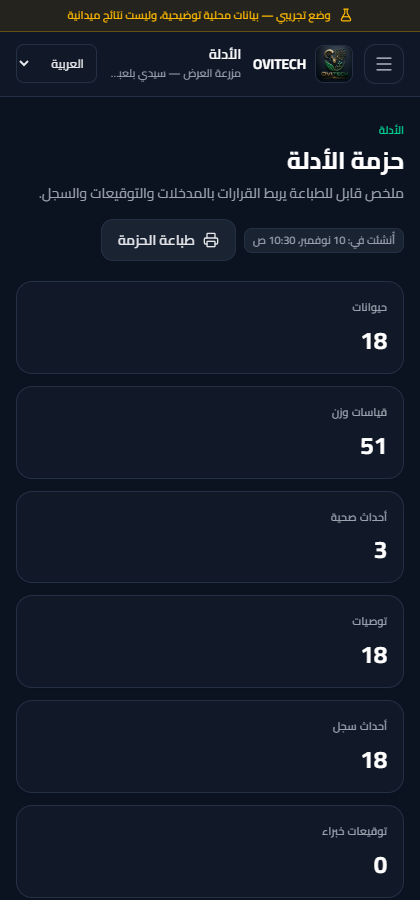 وضع تجريبي — بيانات محلية توضيحية، وليست نتائج ميدانية
OVITECH
الأدلة
مزرعة العرض — سيدي بلعبـ...
العربية
الأدلة
حزمة الأدلة
ملخص قابل للطباعة يربط القرارات بالمدخلات والتوقيعات والسجل.
أُنشئت في: 10 نوفمبر، 10:30 ص
طباعة الحزمة
حيوانات
18
قياسات وزن
51
أحداث صحية
3
توصيات
18
أحداث سجل
18
توقيعات خبراء
0